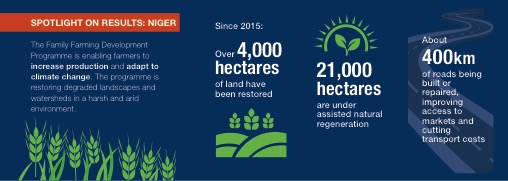 SPOTLIGHT ON RESULTS: NIGER
The Family Farming Development
Programme is enabling farmers to
increase production and adapt to
climate change. The programme is
restoring degraded landscapes and
watersheds in a harsh and arid
environment.
Since 2015:
Over 4,000
hectares
of land have
been restored
21,000
hectares
are under
assisted natural
regeneration
About
400km
of roads being
built or
repaired,
improving
access to
markets and
cutting
transport costs